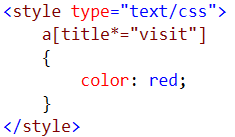 <style type="text/css">
    a[title*="visit"]
    {
        color: red;
    }
</style>